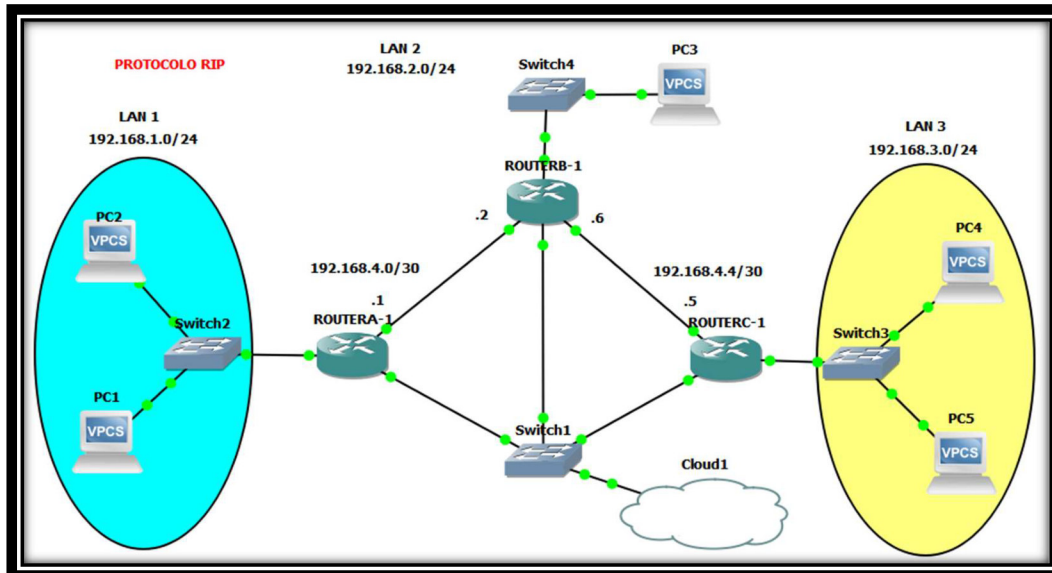 PROTOCOLO RIP
LAN 2
192.168.2.0/24
Switch4
PC3
VPCS
LAN 1
192.168.1.0/24
ROUTERB-1
LAN 3
192.168.3.0/24
PC2
VPCS
.2
.6
PC4
VPCS
192.168.4.0/30
192.168.4.4/30
.1
.5
Switch2
ROUTERA-1
ROUTERC-1
Switch3
PC1
VPCS
Switch1
PC5
VPCS
Cloud1